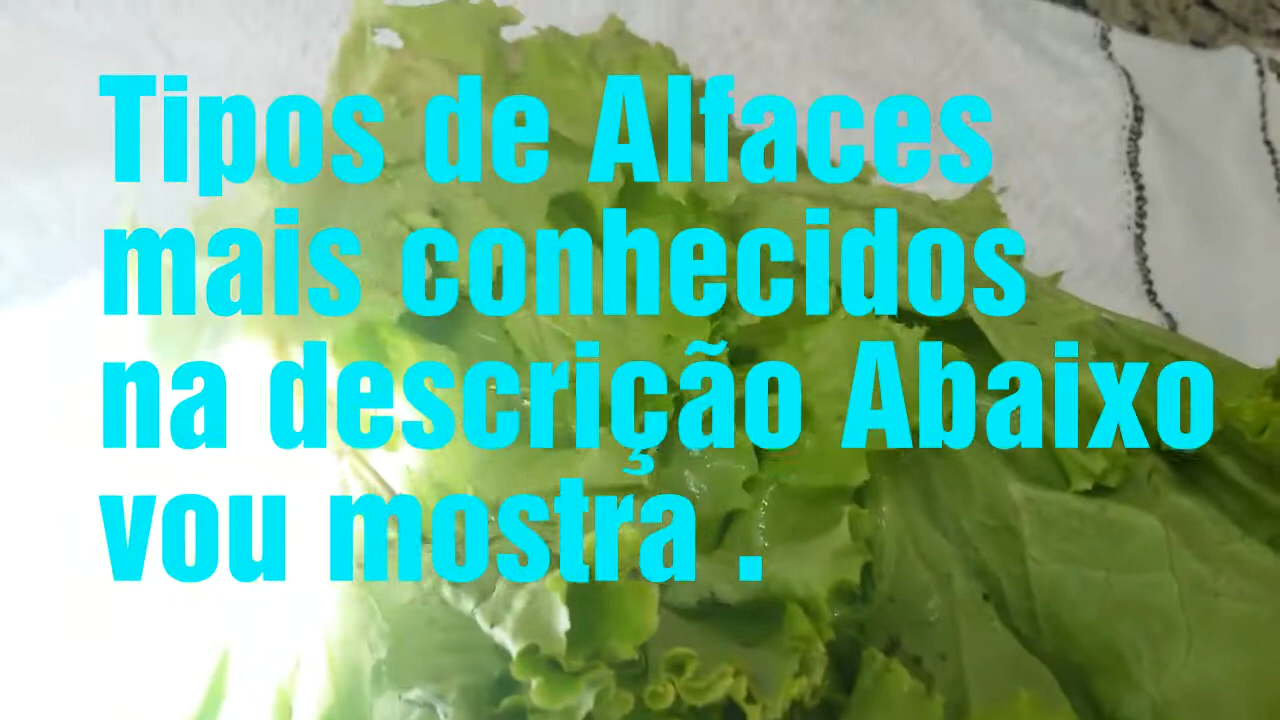 Tipos de Alfaces
mais conhecidos
na descrição Abaixo
vou mostra .